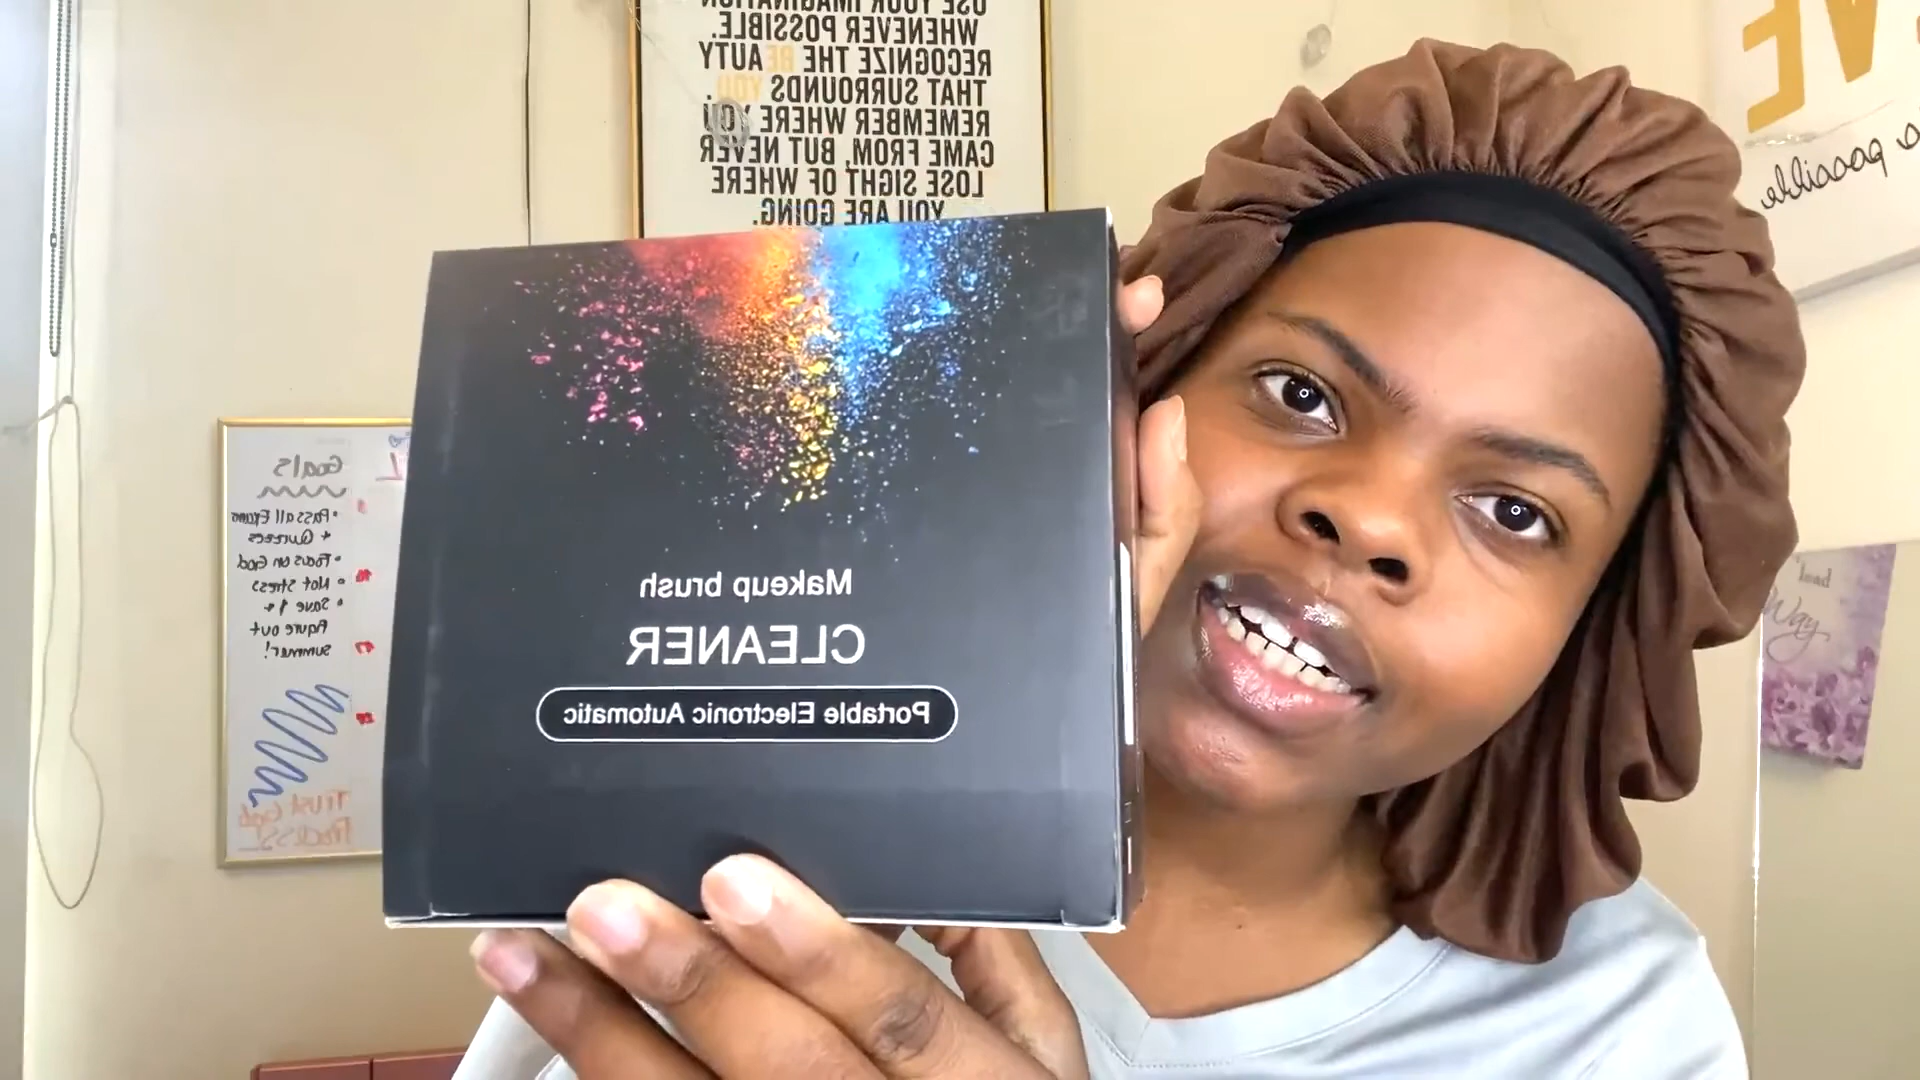 USE YOUR IMAGINATION
WHENEVER POSSIBLE.
RECOGNIZE THE BEAUTY
THAT SURROUNDS YOU.
REMEMBER WHERE YOU
CAME FROM, BUT NEVER
LOSE SIGHT OF WHERE
YOU ARE GOING.
Makeup brush
CLEANER
Portable Electronic Automatic
Goals
• Pass all Exams
+ Quizzes
• Focus on God
• Not Stress
• Save $ +
figure out
summer!
Trust God
Process!
lead
Way